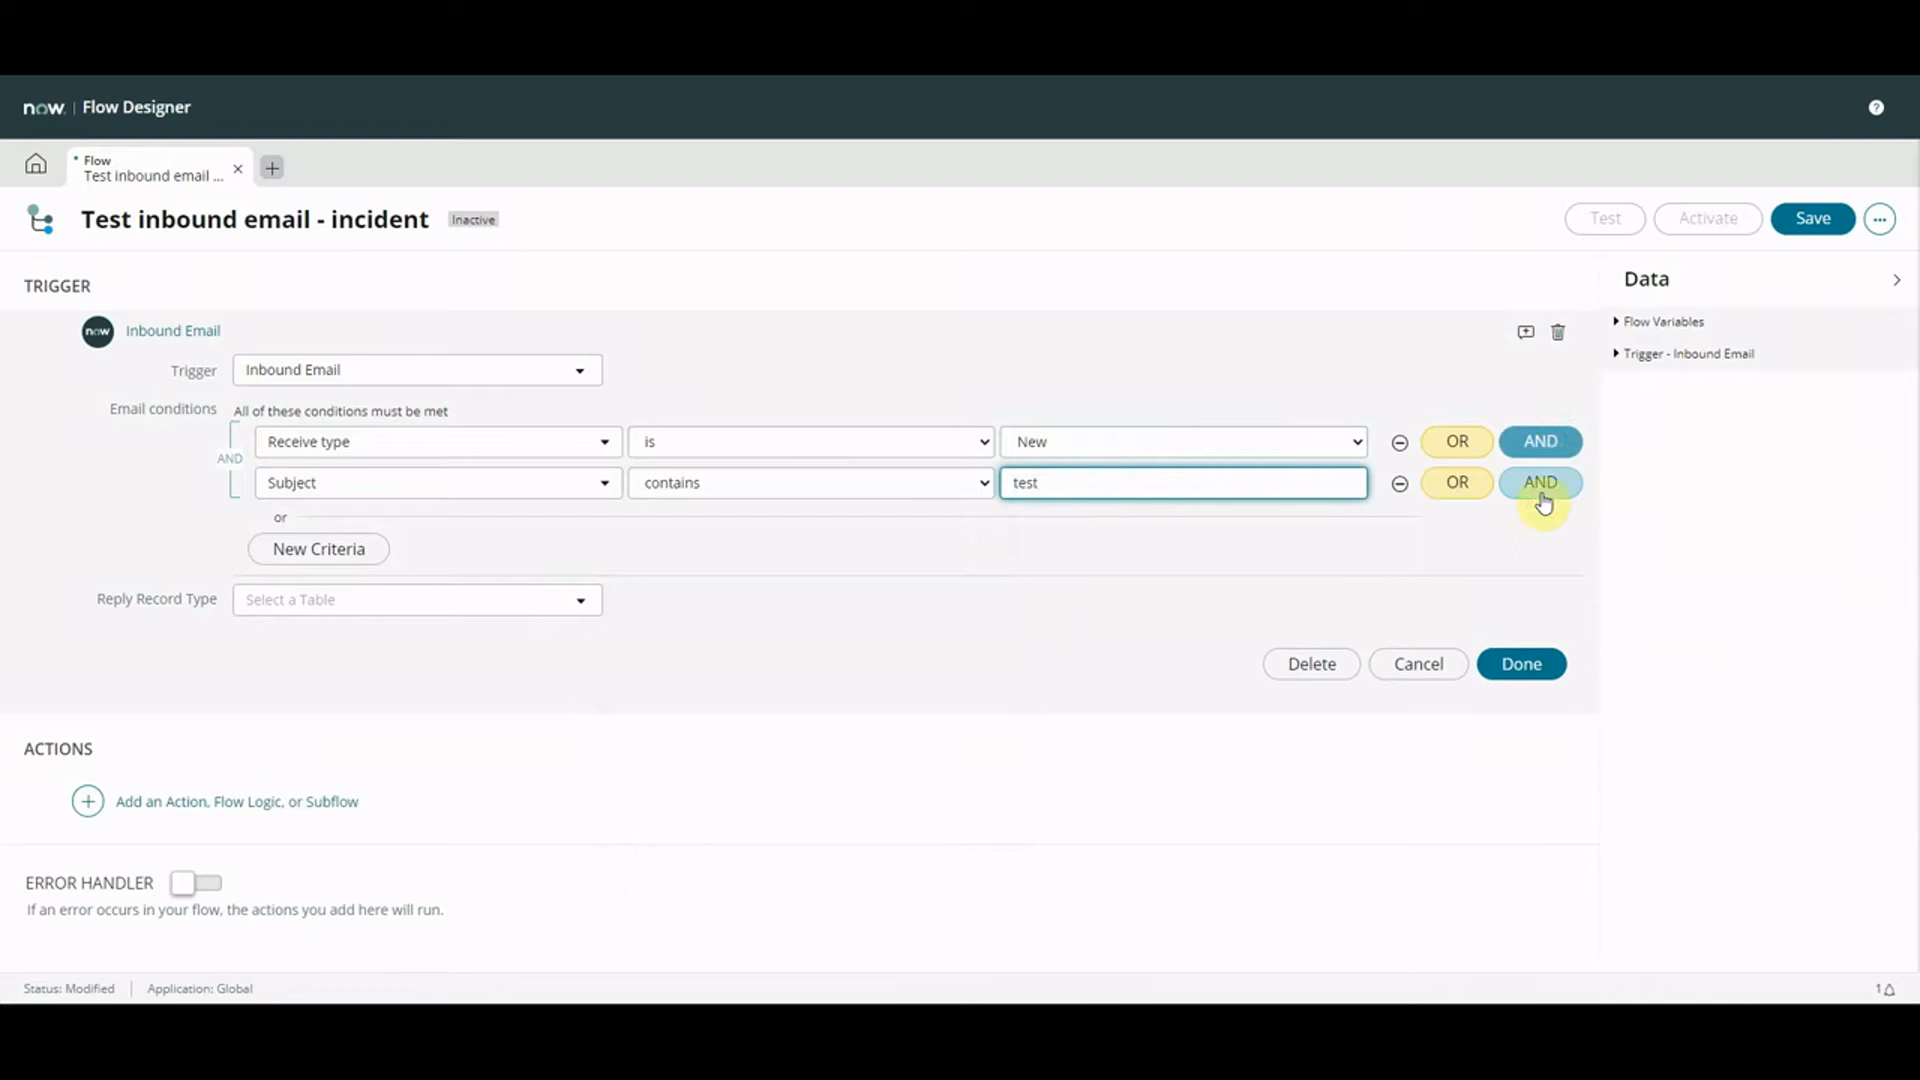 now. | Flow Designer
?
Flow
Test inbound email ...
Test inbound email - incident
Inactive
Test
Activate
Save
TRIGGER
Data
now
Inbound Email
Flow Variables
Trigger - Inbound Email
Trigger
Inbound Email
Email conditions
All of these conditions must be met
AND
Receive type
is
New
OR
AND
Subject
contains
test
OR
AND
or
New Criteria
Reply Record Type
Select a Table
Delete
Cancel
Done
ACTIONS
Add an Action, Flow Logic, or Subflow
ERROR HANDLER
If an error occurs in your flow, the actions you add here will run.
Status: Modified
Application: Global
1